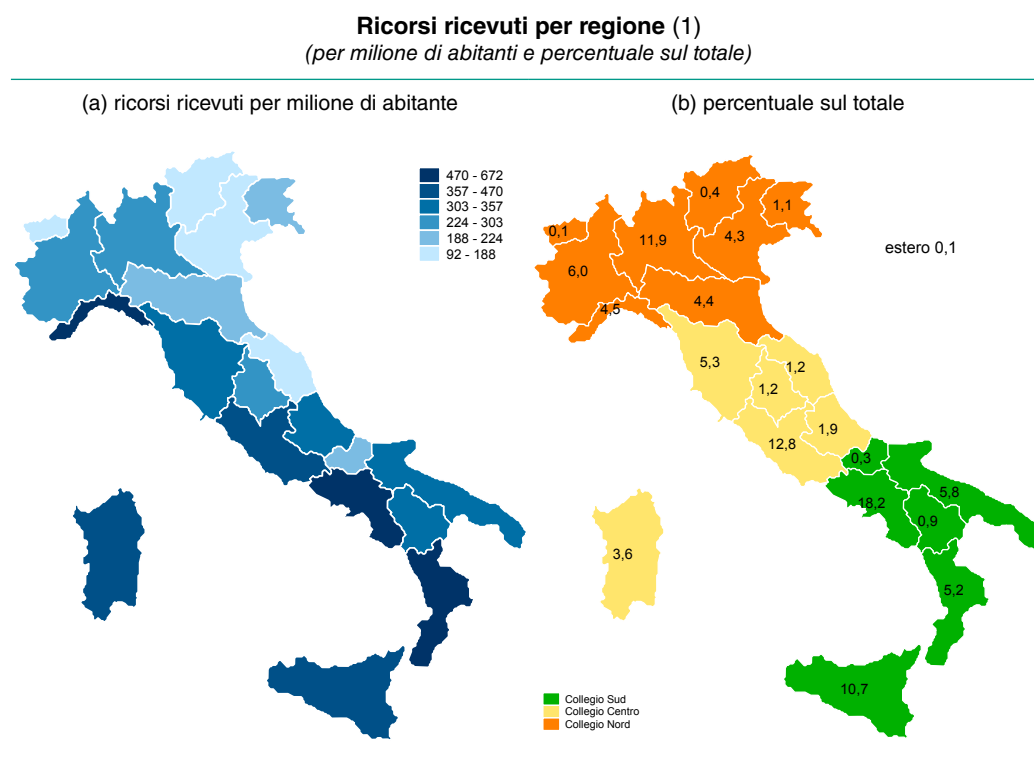 Ricorsi ricevuti per regione (1)
(per milione di abitanti e percentuale sul totale)
(a) ricorsi ricevuti per milione di abitante
470 - 672
357 - 470
303 - 357
224 - 303
188 - 224
92 - 188
(b) percentuale sul totale
0,4
1,1
0,1
11,9
4,3
estero 0,1
6,0
4,5
4,4
5,3
1,2
1,2
1,9
12,8
0,3
5,8
18,2
0,9
3,6
5,2
10,7
Collegio Sud
Collegio Centro
Collegio Nord